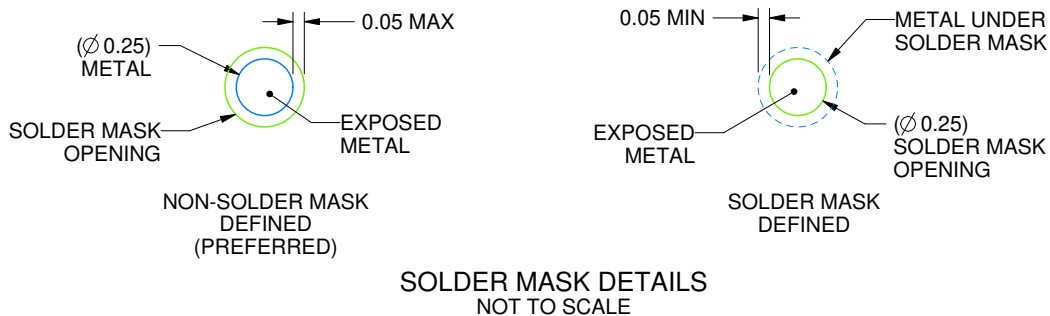 0.05 MAX
(Ø 0.25)
METAL
SOLDER MASK
OPENING
EXPOSED
METAL
NON-SOLDER MASK
DEFINED
(PREFERRED)
0.05 MIN
METAL UNDER
SOLDER MASK
EXPOSED
METAL
(Ø 0.25)
SOLDER MASK
OPENING
SOLDER MASK
DEFINED
SOLDER MASK DETAILS
NOT TO SCALE